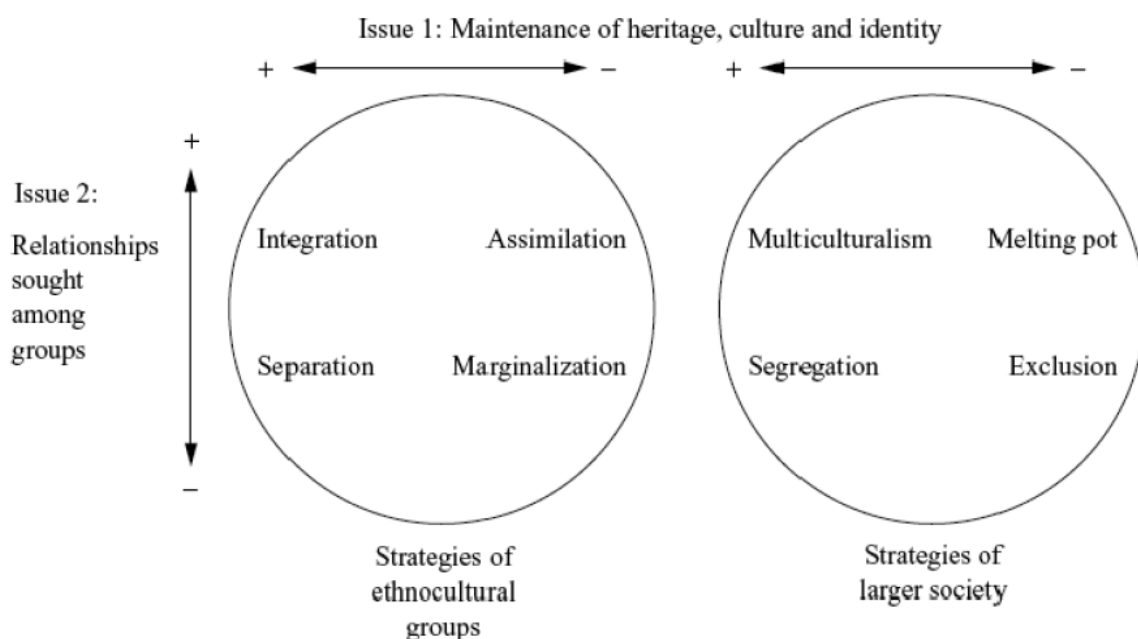 Issue 1: Maintenance of heritage, culture and identity
+ − + −
+
Issue 2:
Relationships
sought
among
groups
−
Integration Assimilation
Separation Marginalization
Multiculturalism Melting pot
Segregation Exclusion
Strategies of
ethnocultural
groups
Strategies of
larger society